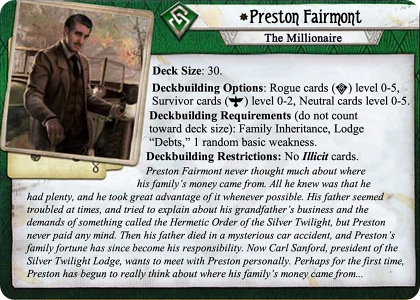 *Preston Fairmont
The Millionaire
Deck Size: 30.
Deckbuilding Options: Rogue cards () level 0-5,
Survivor cards () level 0-2, Neutral cards level 0-5.
Deckbuilding Requirements (do not count
toward deck size): Family Inheritance, Lodge
“Debts,” 1 random basic weakness.
Deckbuilding Restrictions: No Illicit cards.
Preston Fairmont never thought much about where
his family’s money came from. All he knew was that he
had plenty, and he took great advantage of it whenever possible. His father seemed
troubled at times, and tried to explain about his grandfather’s business and the
demands of something called the Hermetic Order of the Silver Twilight, but Preston
never paid any mind. Then his father died in a mysterious car accident, and Preston’s
family fortune has since become his responsibility. Now Carl Sanford, president of the
Silver Twilight Lodge, wants to meet with Preston personally. Perhaps for the first time,
Preston has begun to really think about where his family’s money came from...